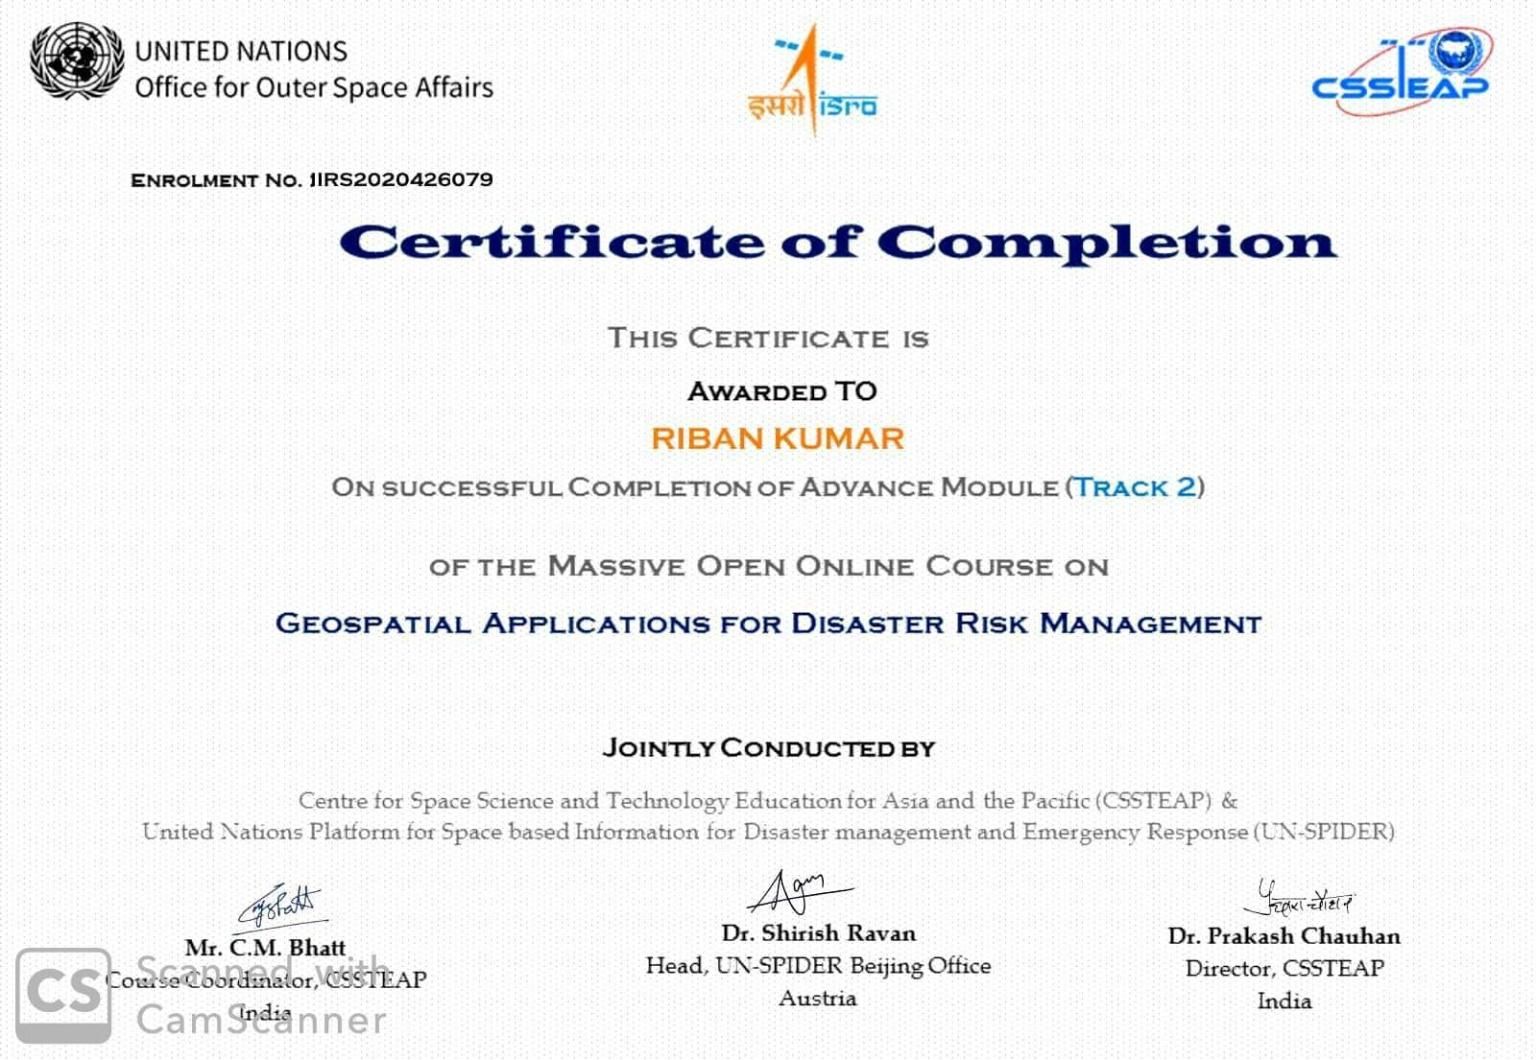 UNITED NATIONS
Office for Outer Space Affairs
इसरो isro
CSSTEAP
ENROLMENT NO. IIRS2020426079
Certificate of Completion
THIS CERTIFICATE IS
AWARDED TO
RIBAN KUMAR
ON SUCCESSFUL COMPLETION OF ADVANCE MODULE (TRACK 2)
OF THE MASSIVE OPEN ONLINE COURSE ON
GEOSPATIAL APPLICATIONS FOR DISASTER RISK MANAGEMENT
JOINTLY CONDUCTED BY
Centre for Space Science and Technology Education for Asia and the Pacific (CSSTEAP) &
United Nations Platform for Space based Information for Disaster management and Emergency Response (UN-SPIDER)
Mr. C.M. Bhatt
Course Coordinator, CSSTEAP
India
Dr. Shirish Ravan
Head, UN-SPIDER Beijing Office
Austria
Dr. Prakash Chauhan
Director, CSSTEAP
India
CS
Scanned with
CamScanner